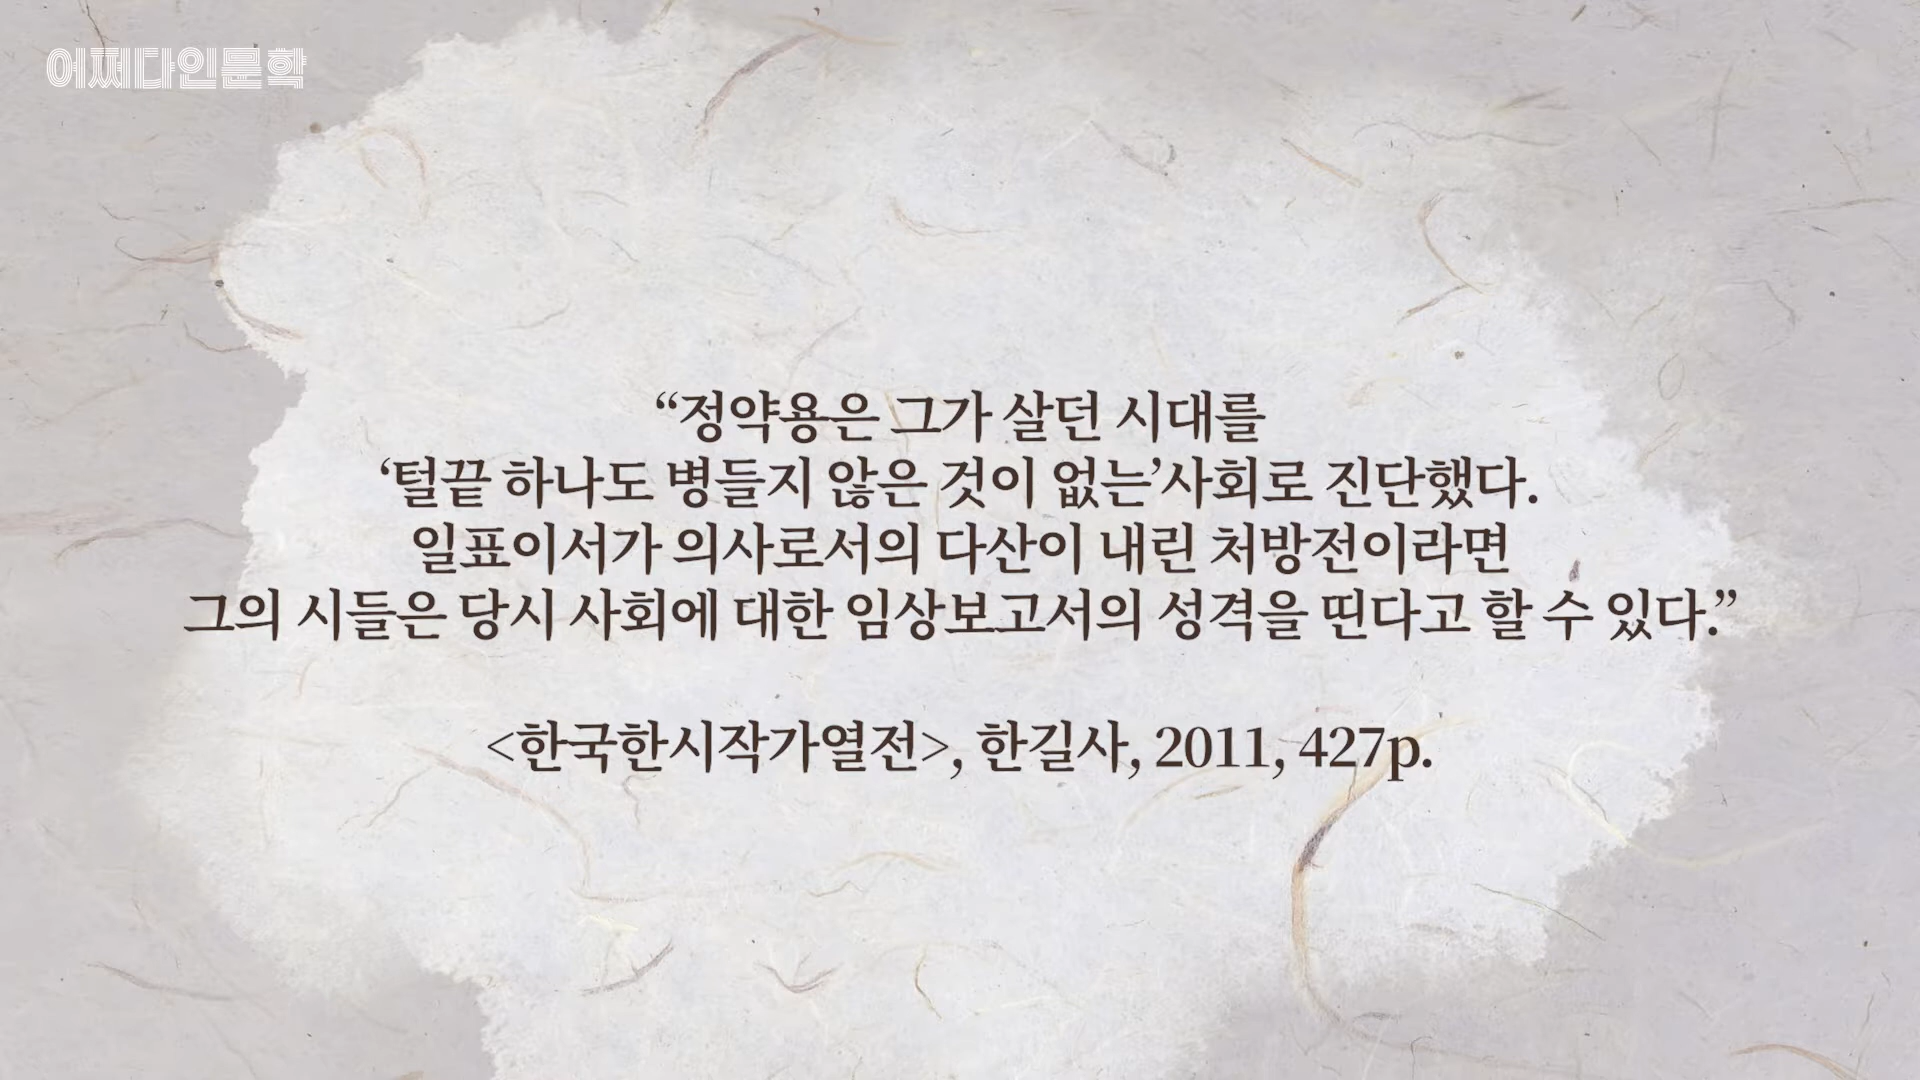 어쩌다인문학
“정약용은 그가 살던 시대를
‘털끝 하나도 병들지 않은 것이 없는’사회로 진단했다.
일표이서가 의사로서의 다산이 내린 처방전이라면
그의 시들은 당시 사회에 대한 임상보고서의 성격을 띤다고 할 수 있다.”
<한국한시작가열전>, 한길사, 2011, 427p.